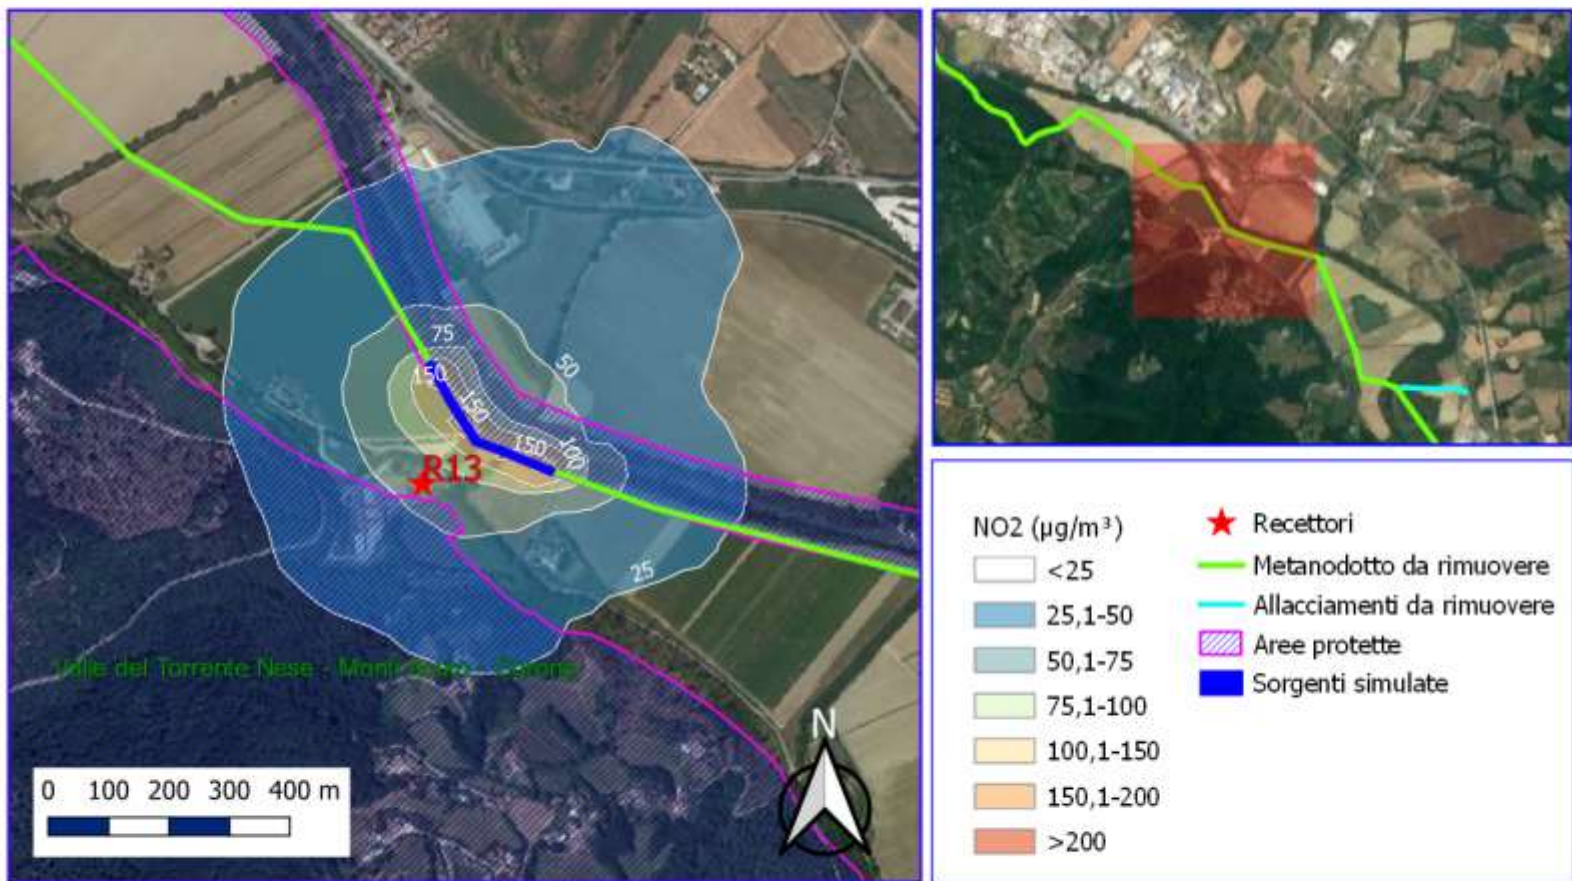 75
50
150
150
150
100
R13
25
Valle del Torrente Nese - Monti Acuto - Corona
N
0 100 200 300 400 m
NO2 (µg/m³)
<25
25,1-50
50,1-75
75,1-100
100,1-150
150,1-200
>200
Recettori
Metanodotto da rimuovere
Allacciamenti da rimuovere
Aree protette
Sorgenti simulate